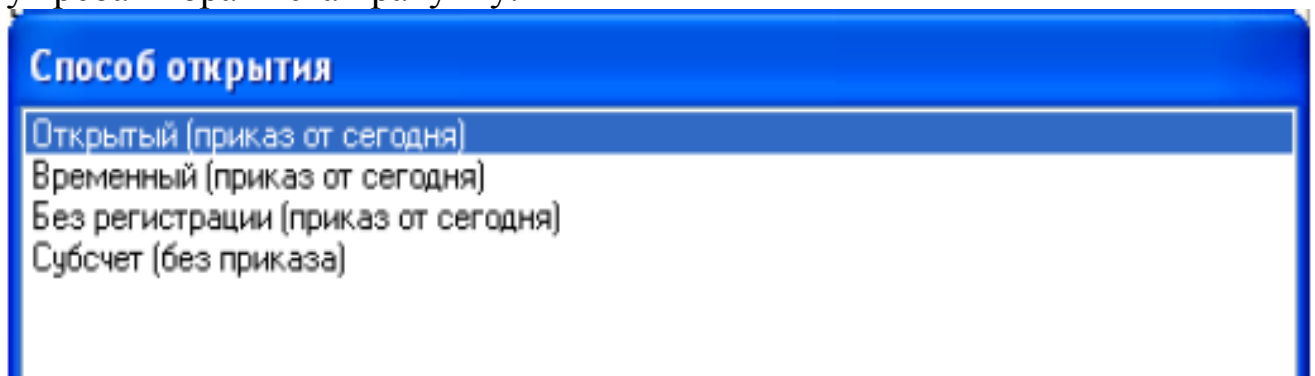 Способ открытия
Открытый (приказ от сегодня)
Временный (приказ от сегодня)
Без регистрации (приказ от сегодня)
Субсчет (без приказа)